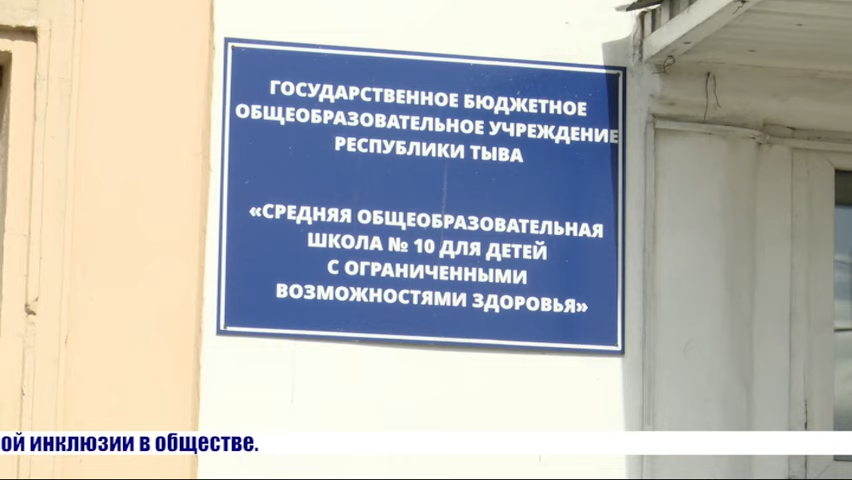 ГОСУДАРСТВЕННОЕ БЮДЖЕТНОЕ
ОБЩЕОБРАЗОВАТЕЛЬНОЕ УЧРЕЖДЕНИЕ
РЕСПУБЛИКИ ТЫВА
«СРЕДНЯЯ ОБЩЕОБРАЗОВАТЕЛЬНАЯ
ШКОЛА № 10 ДЛЯ ДЕТЕЙ
С ОГРАНИЧЕННЫМИ
ВОЗМОЖНОСТЯМИ ЗДОРОВЬЯ»
ой инклюзии в обществе.